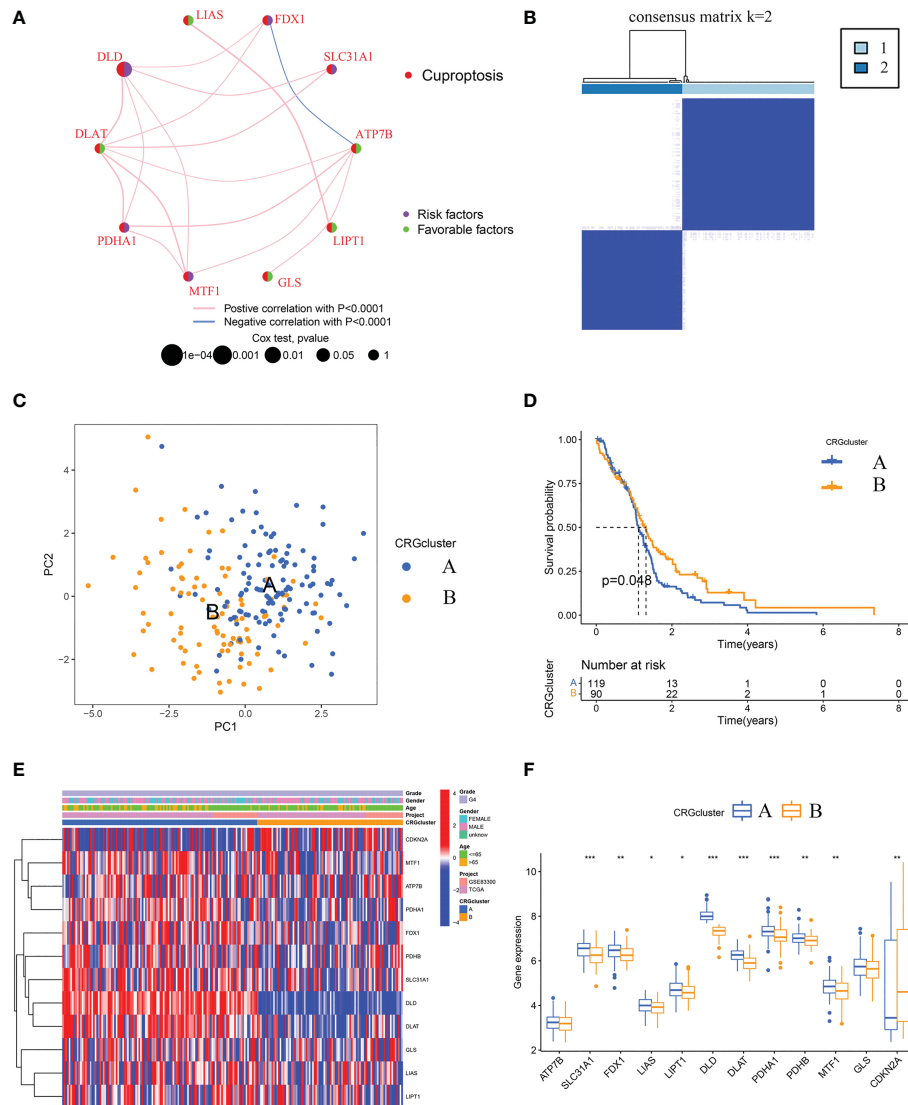 A
LIAS
FDX1
DLD
SLC31A1
Cuproptosis
DLAT
ATP7B
Risk factors
Favorable factors
PDHA1
LIPT1
MTF1
GLS
Postive correlation with P<0.0001
Negative correlation with P<0.0001
Cox test, pvalue
1e−04 0.001 0.01 0.05 1
B
consensus matrix k=2
1
2
C
4
2
0
−2
PC2
−5.0 −2.5 0.0 2.5
PC1
A
B
CRGcluster
A
B
D
1.00
0.75
0.50
0.25
0.00
Survival probability
p=0.048
0 2 4 6 8
Time(years)
CRGcluster
A
B
Number at risk
CRGcluster
A 119 13 1 0 0
B 90 22 2 1 0
0 2 4 6 8
Time(years)
E
Grade
Gender
Age
Project
CRGcluster
CDKN2A
MTF1
ATP7B
PDHA1
FDX1
PDHB
SLC31A1
DLD
DLAT
GLS
LIAS
LIPT1
4
2
0
−2
−4
Grade
G4
Gender
FEMALE
MALE
unknow
Age
<=65
>65
Project
GSE83300
TCGA
CRGcluster
A
B
F
CRGcluster A B
*** ** * * *** *** *** ** ** **
10
8
6
4
2
Gene expression
ATP7B SLC31A1 FDX1 LIAS LIPT1 DLD DLAT PDHA1 PDHB MTF1 GLS CDKN2A